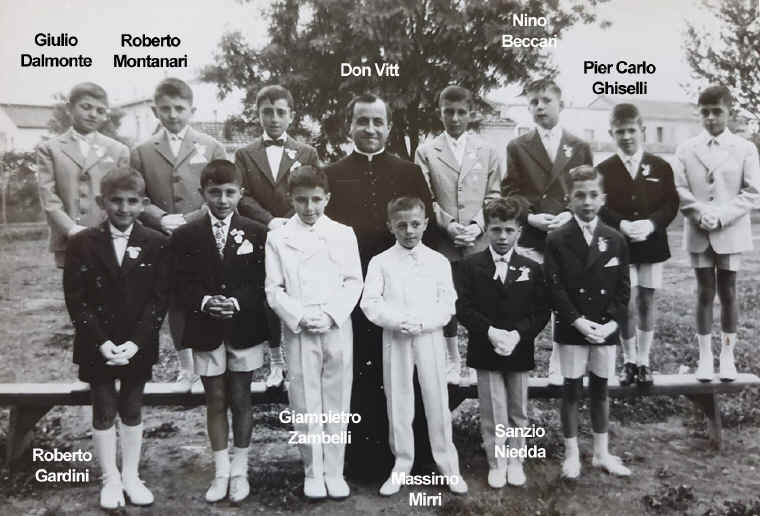 Giulio
Dalmonte
Roberto
Montanari
Don Vitt
Nino
Beccari
Pier Carlo
Ghiselli
Roberto
Gardini
Giampietro
Zambelli
Massimo
Mirri
Sanzio
Niedda